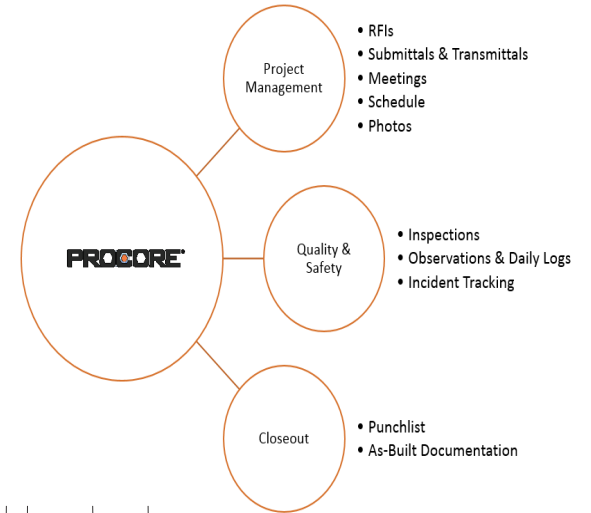 Project
Management
• RFIs
• Submittals & Transmittals
• Meetings
• Schedule
• Photos
PROCORE
Quality &
Safety
• Inspections
• Observations & Daily Logs
• Incident Tracking
Closeout
• Punchlist
• As-Built Documentation